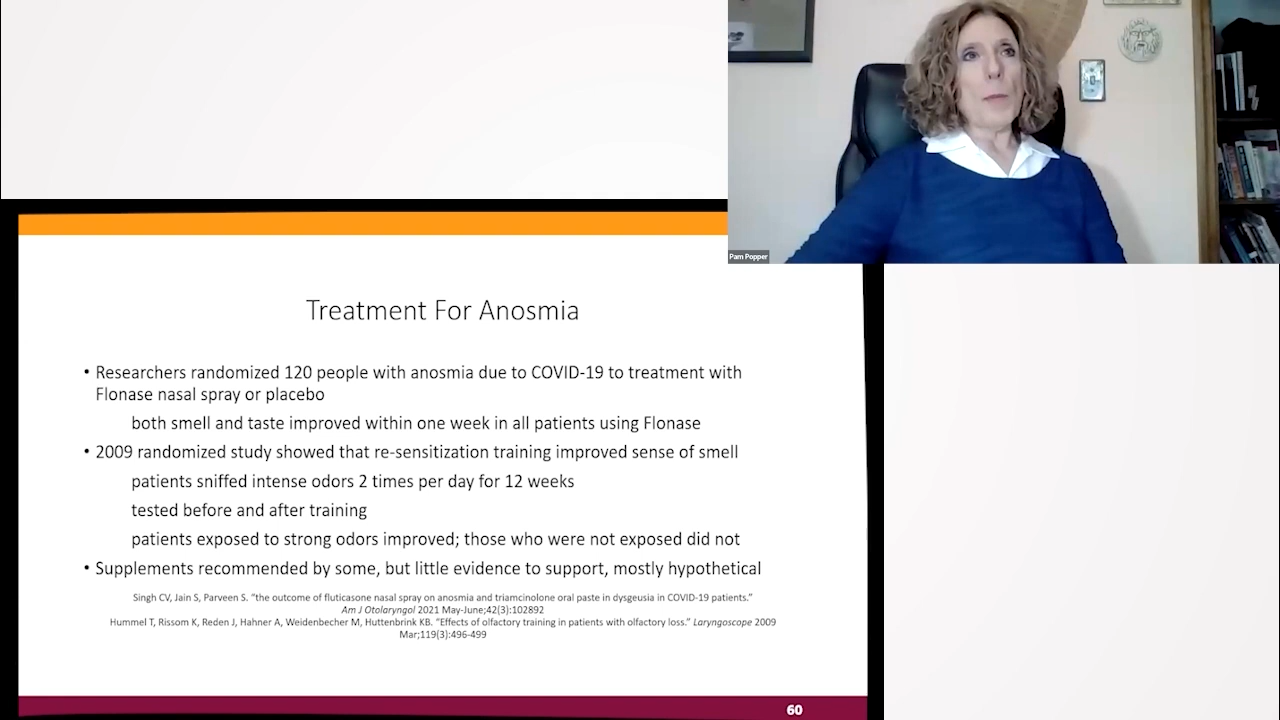 Pam Popper
Treatment For Anosmia
• Researchers randomized 120 people with anosmia due to COVID-19 to treatment with
Flonase nasal spray or placebo
both smell and taste improved within one week in all patients using Flonase
• 2009 randomized study showed that re-sensitization training improved sense of smell
patients sniffed intense odors 2 times per day for 12 weeks
tested before and after training
patients exposed to strong odors improved; those who were not exposed did not
• Supplements recommended by some, but little evidence to support, mostly hypothetical
Singh CV, Jain S, Parveen S. “the outcome of fluticasone nasal spray on anosmia and triamcinolone oral paste in dysgeusia in COVID-19 patients.”
Am J Otolaryngol 2021 May-June;42(3):102892
Hummel T, Rissom K, Reden J, Hahner A, Weidenbecher M, Huttenbrink KB. “Effects of olfactory training in patients with olfactory loss.” Laryngoscope 2009
Mar;119(3):496-499
60